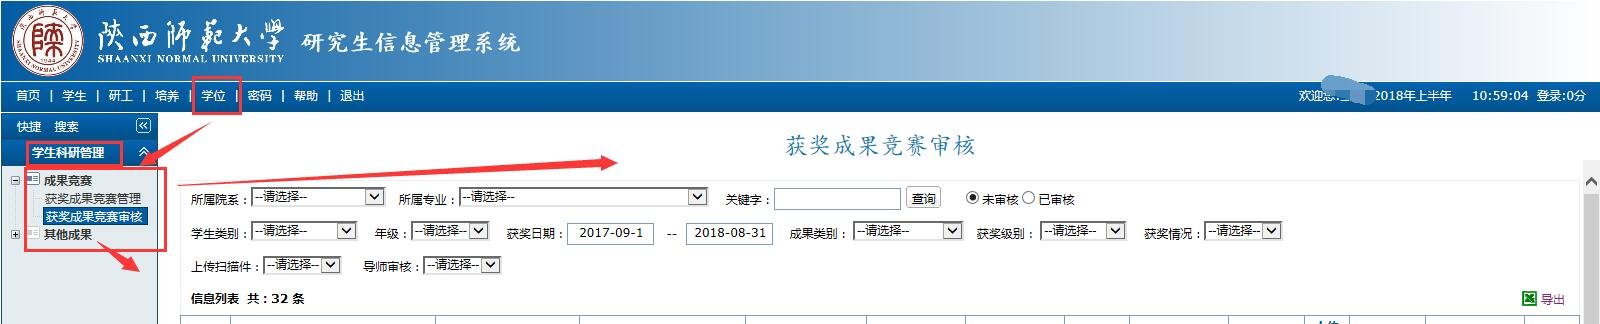 陕西师范大学 研究生信息管理系统
SHAANXI NORMAL UNIVERSITY
首页 | 学生 | 研工 | 培养 | 学位 | 密码 | 帮助 | 退出
2018年上半年 10:59:04 登录:0分
快捷 搜索
学生科研管理
成果竞赛
获奖成果竞赛管理
获奖成果竞赛审核
其他成果
获奖成果竞赛审核
所属院系: --请选择-- 所属专业: --请选择-- 关键字: 查询 未审核 已审核
学生类别: --请选择-- 年级: --请选择-- 获奖日期: 2017-09-1 -- 2018-08-31 成果类别: --请选择-- 获奖级别: --请选择-- 获奖情况: --请选择--
上传扫描件: --请选择-- 导师审核: --请选择--
信息列表 共：32 条
导出